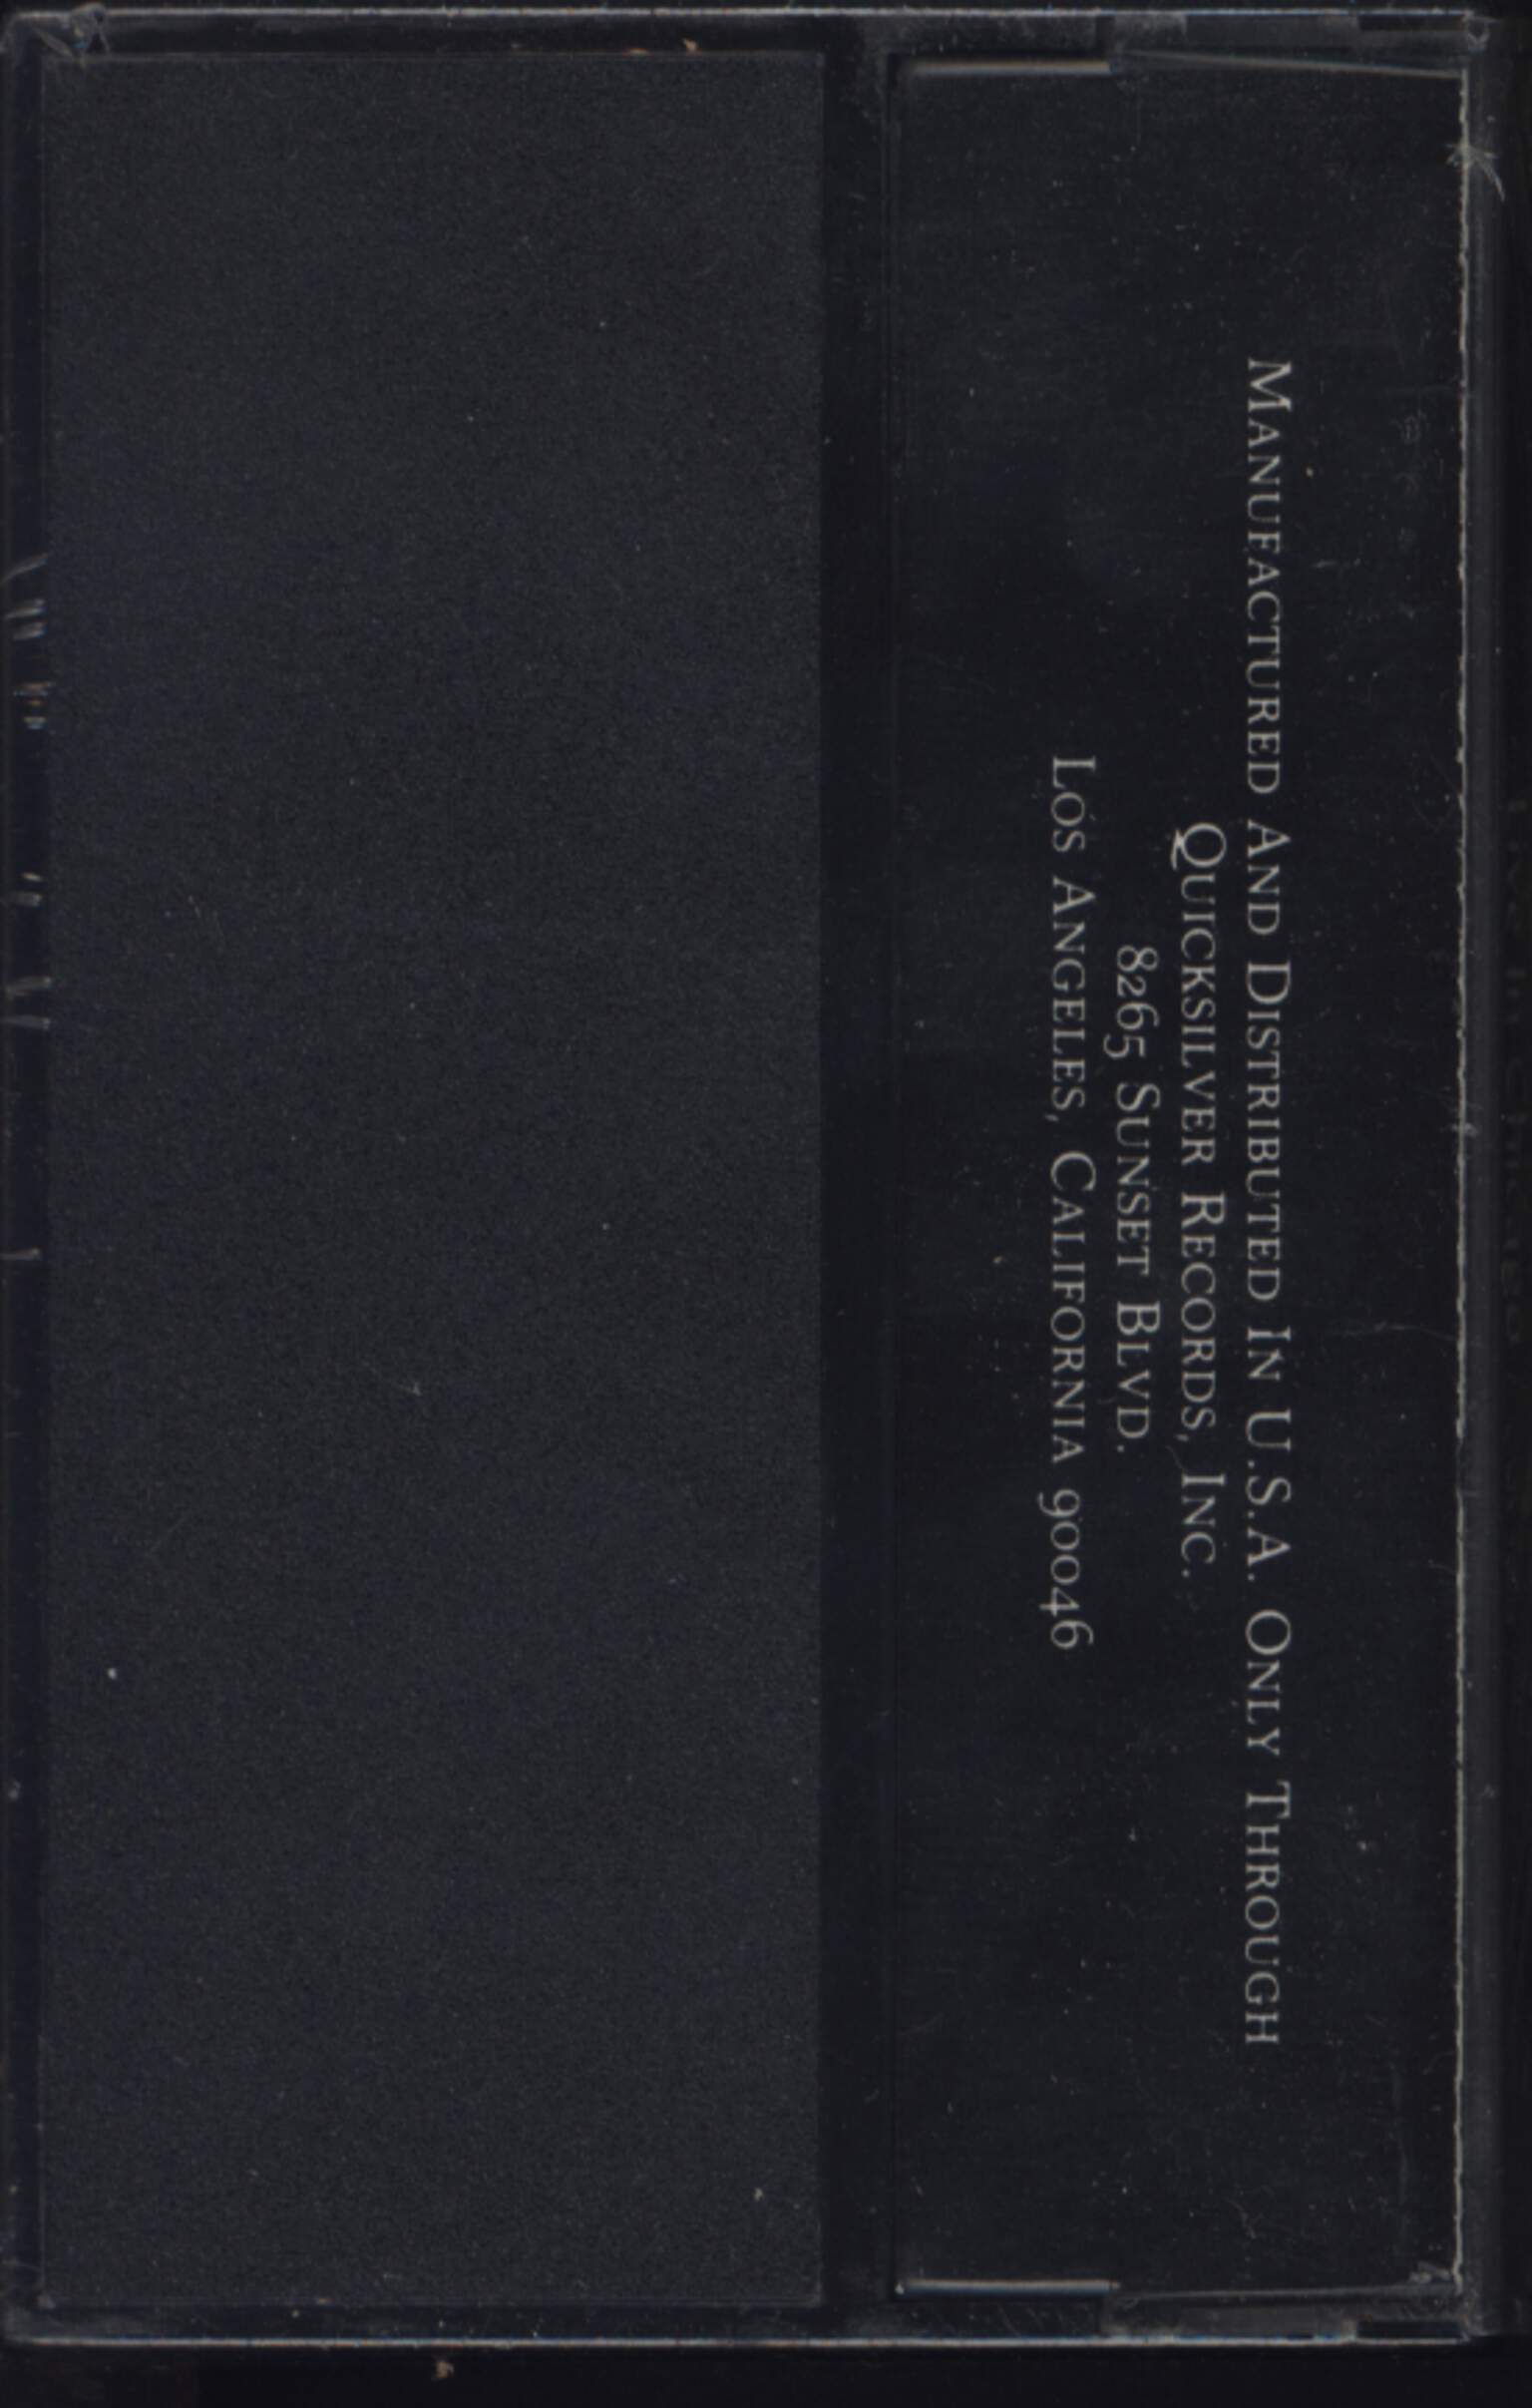 Manufactured And Distributed In U.S.A. Only Through
Quicksilver Records, Inc.
8265 Sunset Blvd.
Los Angeles, California 90046